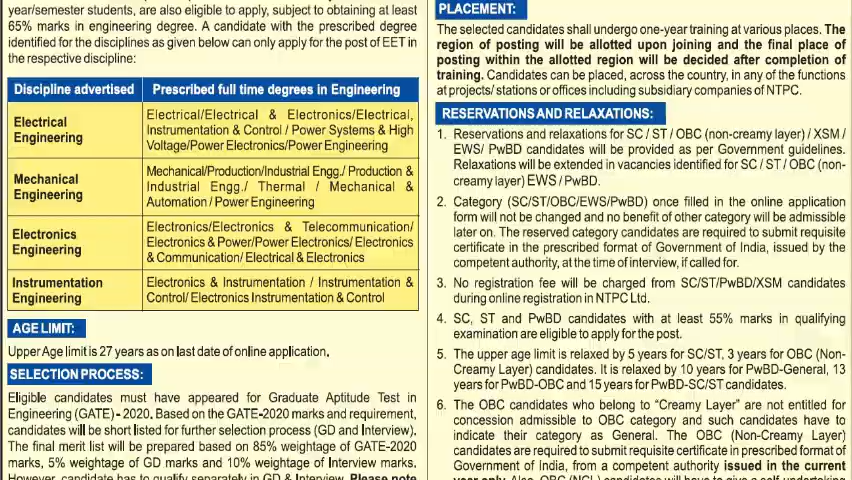 year/semester students, are also eligible to apply, subject to obtaining at least
65% marks in engineering degree. A candidate with the prescribed degree
identified for the disciplines as given below can only apply for the post of EET in
the respective discipline:
Discipline advertised Prescribed full time degrees in Engineering
Electrical Engineering
Electrical/Electrical & Electronics/Electrical,
Instrumentation & Control / Power Systems & High
Voltage/Power Electronics/Power Engineering
Mechanical Engineering
Mechanical/Production/Industrial Engg./ Production &
Industrial Engg./ Thermal / Mechanical &
Automation / Power Engineering
Electronics Engineering
Electronics/Electronics & Telecommunication/
Electronics & Power/Power Electronics/ Electronics
& Communication/ Electrical & Electronics
Instrumentation Engineering
Electronics & Instrumentation / Instrumentation &
Control/ Electronics Instrumentation & Control
AGE LIMIT:
Upper Age limit is 27 years as on last date of online application.
SELECTION PROCESS:
Eligible candidates must have appeared for Graduate Aptitude Test in
Engineering (GATE) - 2020. Based on the GATE-2020 marks and requirement,
candidates will be short listed for further selection process (GD and Interview).
The final merit list will be prepared based on 85% weightage of GATE-2020
marks, 5% weightage of GD marks and 10% weightage of Interview marks.
However, candidate has to qualify separately in GD & Interview. Please note
PLACEMENT:
The selected candidates shall undergo one-year training at various places. The
region of posting will be allotted upon joining and the final place of
posting within the allotted region will be decided after completion of
training. Candidates can be placed, across the country, in any of the functions
at projects/ stations or offices including subsidiary companies of NTPC.
RESERVATIONS AND RELAXATIONS:
1. Reservations and relaxations for SC / ST / OBC (non-creamy layer) / XSM /
EWS/ PwBD candidates will be provided as per Government guidelines.
Relaxations will be extended in vacancies identified for SC / ST / OBC (non-
creamy layer) EWS / PwBD.
2. Category (SC/ST/OBC/EWS/PwBD) once filled in the online application
form will not be changed and no benefit of other category will be admissible
later on. The reserved category candidates are required to submit requisite
certificate in the prescribed format of Government of India, issued by the
competent authority, at the time of interview, if called for.
3. No registration fee will be charged from SC/ST/PwBD/XSM candidates
during online registration in NTPC Ltd.
4. SC, ST and PwBD candidates with at least 55% marks in qualifying
examination are eligible to apply for the post.
5. The upper age limit is relaxed by 5 years for SC/ST, 3 years for OBC (Non-
Creamy Layer) candidates. It is relaxed by 10 years for PwBD-General, 13
years for PwBD-OBC and 15 years for PwBD-SC/ST candidates.
6. The OBC candidates who belong to “Creamy Layer” are not entitled for
concession admissible to OBC category and such candidates have to
indicate their category as General. The OBC (Non-Creamy Layer)
candidates are required to submit requisite certificate in prescribed format of
Government of India, from a competent authority issued in the current
year only. Also, OBC (NCL) candidates will have to give a self-undertaking